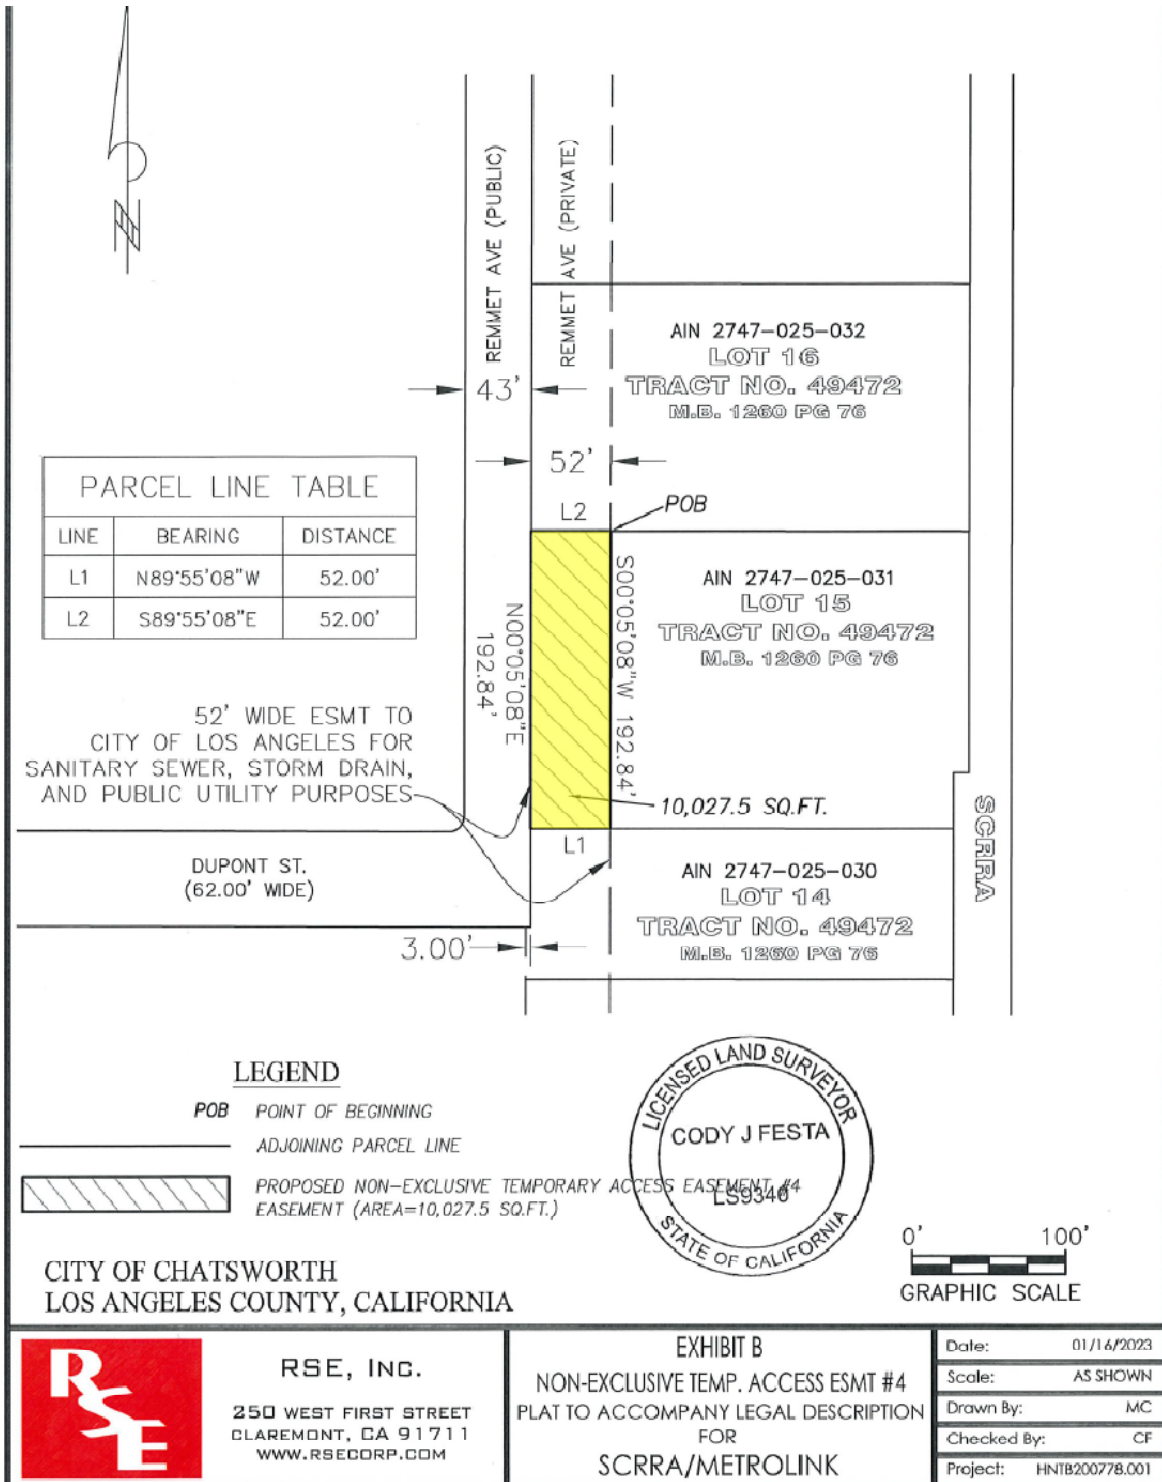 N
REMMET AVE (PUBLIC)
REMMET AVE (PRIVATE)
AIN 2747-025-032
LOT 16
TRACT NO. 49472
M.B. 1260 PG 76
43'
52'
L2
POB
PARCEL LINE TABLE
LINE BEARING DISTANCE
L1 N89°55'08"W 52.00'
L2 S89°55'08"E 52.00'
AIN 2747-025-031
LOT 15
TRACT NO. 49472
M.B. 1260 PG 76
N00°05'08"E
192.84'
S00°05'08"W 192.84'
52' WIDE ESMT TO
CITY OF LOS ANGELES FOR
SANITARY SEWER, STORM DRAIN,
AND PUBLIC UTILITY PURPOSES
10,027.5 SQ.FT.
L1
SCRRA
DUPONT ST.
(62.00' WIDE)
AIN 2747-025-030
LOT 14
TRACT NO. 49472
M.B. 1260 PG 76
3.00'
LEGEND
POB POINT OF BEGINNING
ADJOINING PARCEL LINE
PROPOSED NON-EXCLUSIVE TEMPORARY ACCESS EASEMENT #4
EASEMENT (AREA=10,027.5 SQ.FT.)
LICENSED LAND SURVEYOR
CODY J FESTA
LS9340
STATE OF CALIFORNIA
0' 100'
GRAPHIC SCALE
CITY OF CHATSWORTH
LOS ANGELES COUNTY, CALIFORNIA
RSE
RSE, INC.
250 WEST FIRST STREET
CLAREMONT, CA 91711
WWW.RSECORP.COM
EXHIBIT B
NON-EXCLUSIVE TEMP. ACCESS ESMT #4
PLAT TO ACCOMPANY LEGAL DESCRIPTION
FOR
SCRRA/METROLINK
Date: 01/16/2023
Scale: AS SHOWN
Drawn By: MC
Checked By: CF
Project: HNTB200778.001